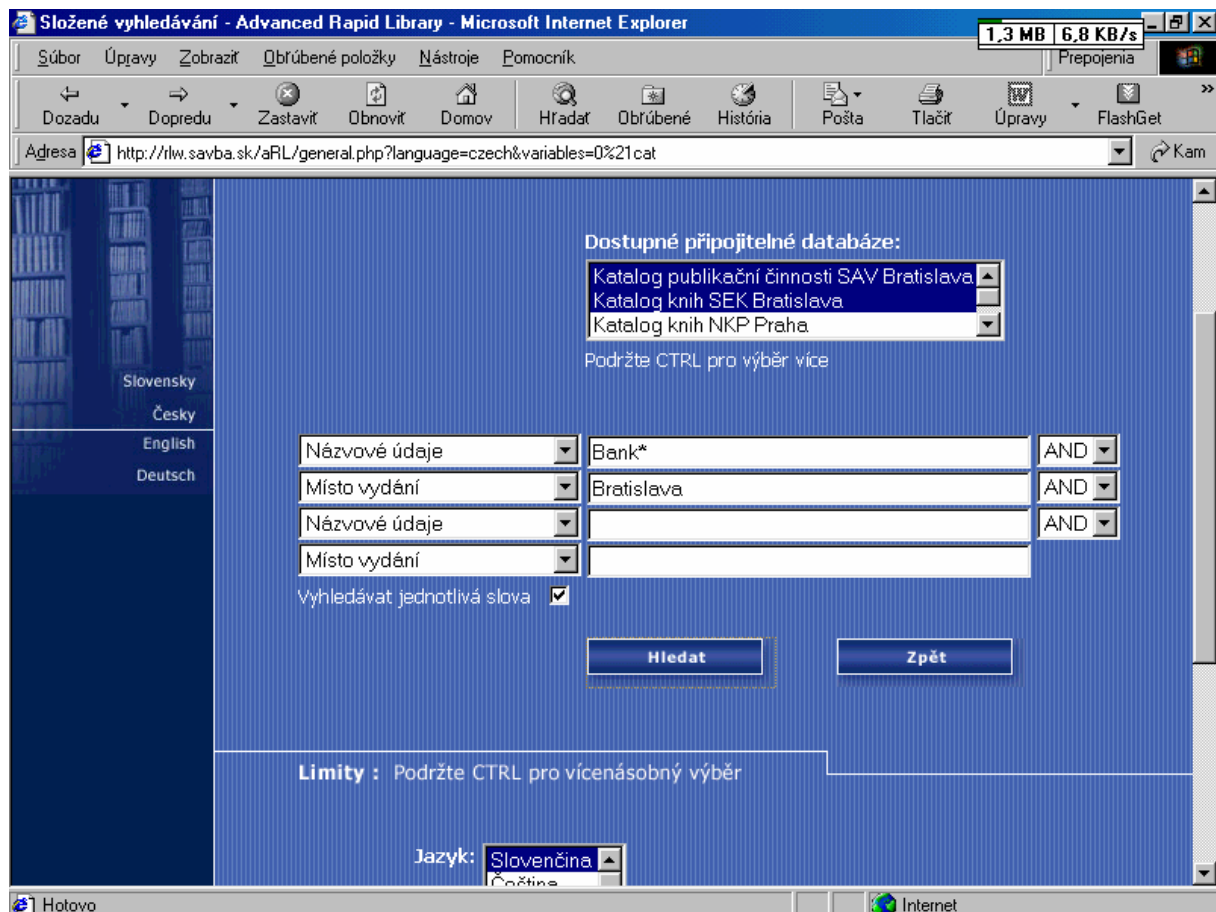 Složené vyhledávání - Advanced Rapid Library - Microsoft Internet Explorer
1,3 MB 6,8 KB/s
Súbor Úpravy Zobraziť Obľúbené položky Nástroje Pomocník Prepojenia
Dozadu Dopredu Zastaviť Obnoviť Domov Hľadať Obľúbené História Pošta Tlačiť Úpravy FlashGet
Adresa http://rlw.savba.sk/aRL/general.php?language=czech&variables=0%21cat Kam
Dostupné připojitelné databáze:
Katalog publikační činnosti SAV Bratislava
Katalog knih SEK Bratislava
Katalog knih NKP Praha
Podržte CTRL pro výběr více
Slovensky
Česky
English
Deutsch
Názvové údaje Bank* AND
Místo vydání Bratislava AND
Názvové údaje AND
Místo vydání
Vyhledávat jednotlivá slova
Hledat Zpět
Limity : Podržte CTRL pro vícenásobný výběr
Jazyk: Slovenčina
Hotovo Internet